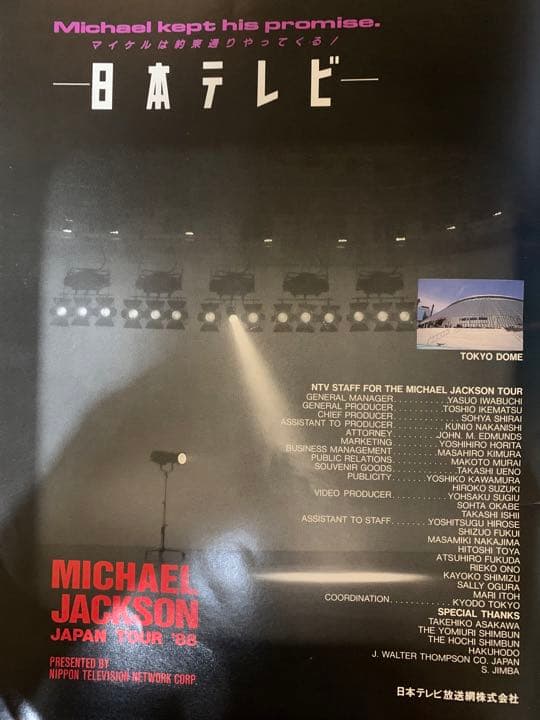 Michael kept his promise.
マイケルは約束通りやってくる!
日本テレビ
TOKYO DOME
NTV STAFF FOR THE MICHAEL JACKSON TOUR
GENERAL MANAGER..........YASUO IWABUCHI
GENERAL PRODUCER..........TOSHIO IKEMATSU
CHIEF PRODUCER..........SOHYA SHIRAI
ASSISTANT TO PRODUCER..........KUNIO NAKANISHI
ATTORNEY..........JOHN. M. EDMUNDS
MARKETING..........YOSHIHIRO HORITA
BUSINESS MANAGEMENT..........MASAHIRO KIMURA
PUBLIC RELATIONS..........MAKOTO MURAI
SOUVENIR GOODS..........TAKASHI UENO
PUBLICITY..........YOSHIKO KAWAMURA
HIROKO SUZUKI
VIDEO PRODUCER..........YOHSAKU SUGIU
SOHTA OKABE
TAKASHI ISHII
ASSISTANT TO STAFF..........YOSHITSUGU HIROSE
SHIZUO FUKUI
MASAMIKI NAKAJIMA
HITOSHI TOYA
ATSUHIRO FUKUDA
RIEKO ONO
KAYOKO SHIMIZU
SALLY OGURA
MARI ITOH
COORDINATION..........KYODO TOKYO
SPECIAL THANKS
TAKEHIKO ASAKAWA
THE YOMIURI SHIMBUN
THE HOCHI SHIMBUN
HAKUHODO
J. WALTER THOMPSON CO. JAPAN
S. JIMBA
MICHAEL
JACKSON
JAPAN TOUR '88
PRESENTED BY
NIPPON TELEVISION NETWORK CORP.
日本テレビ放送網株式会社